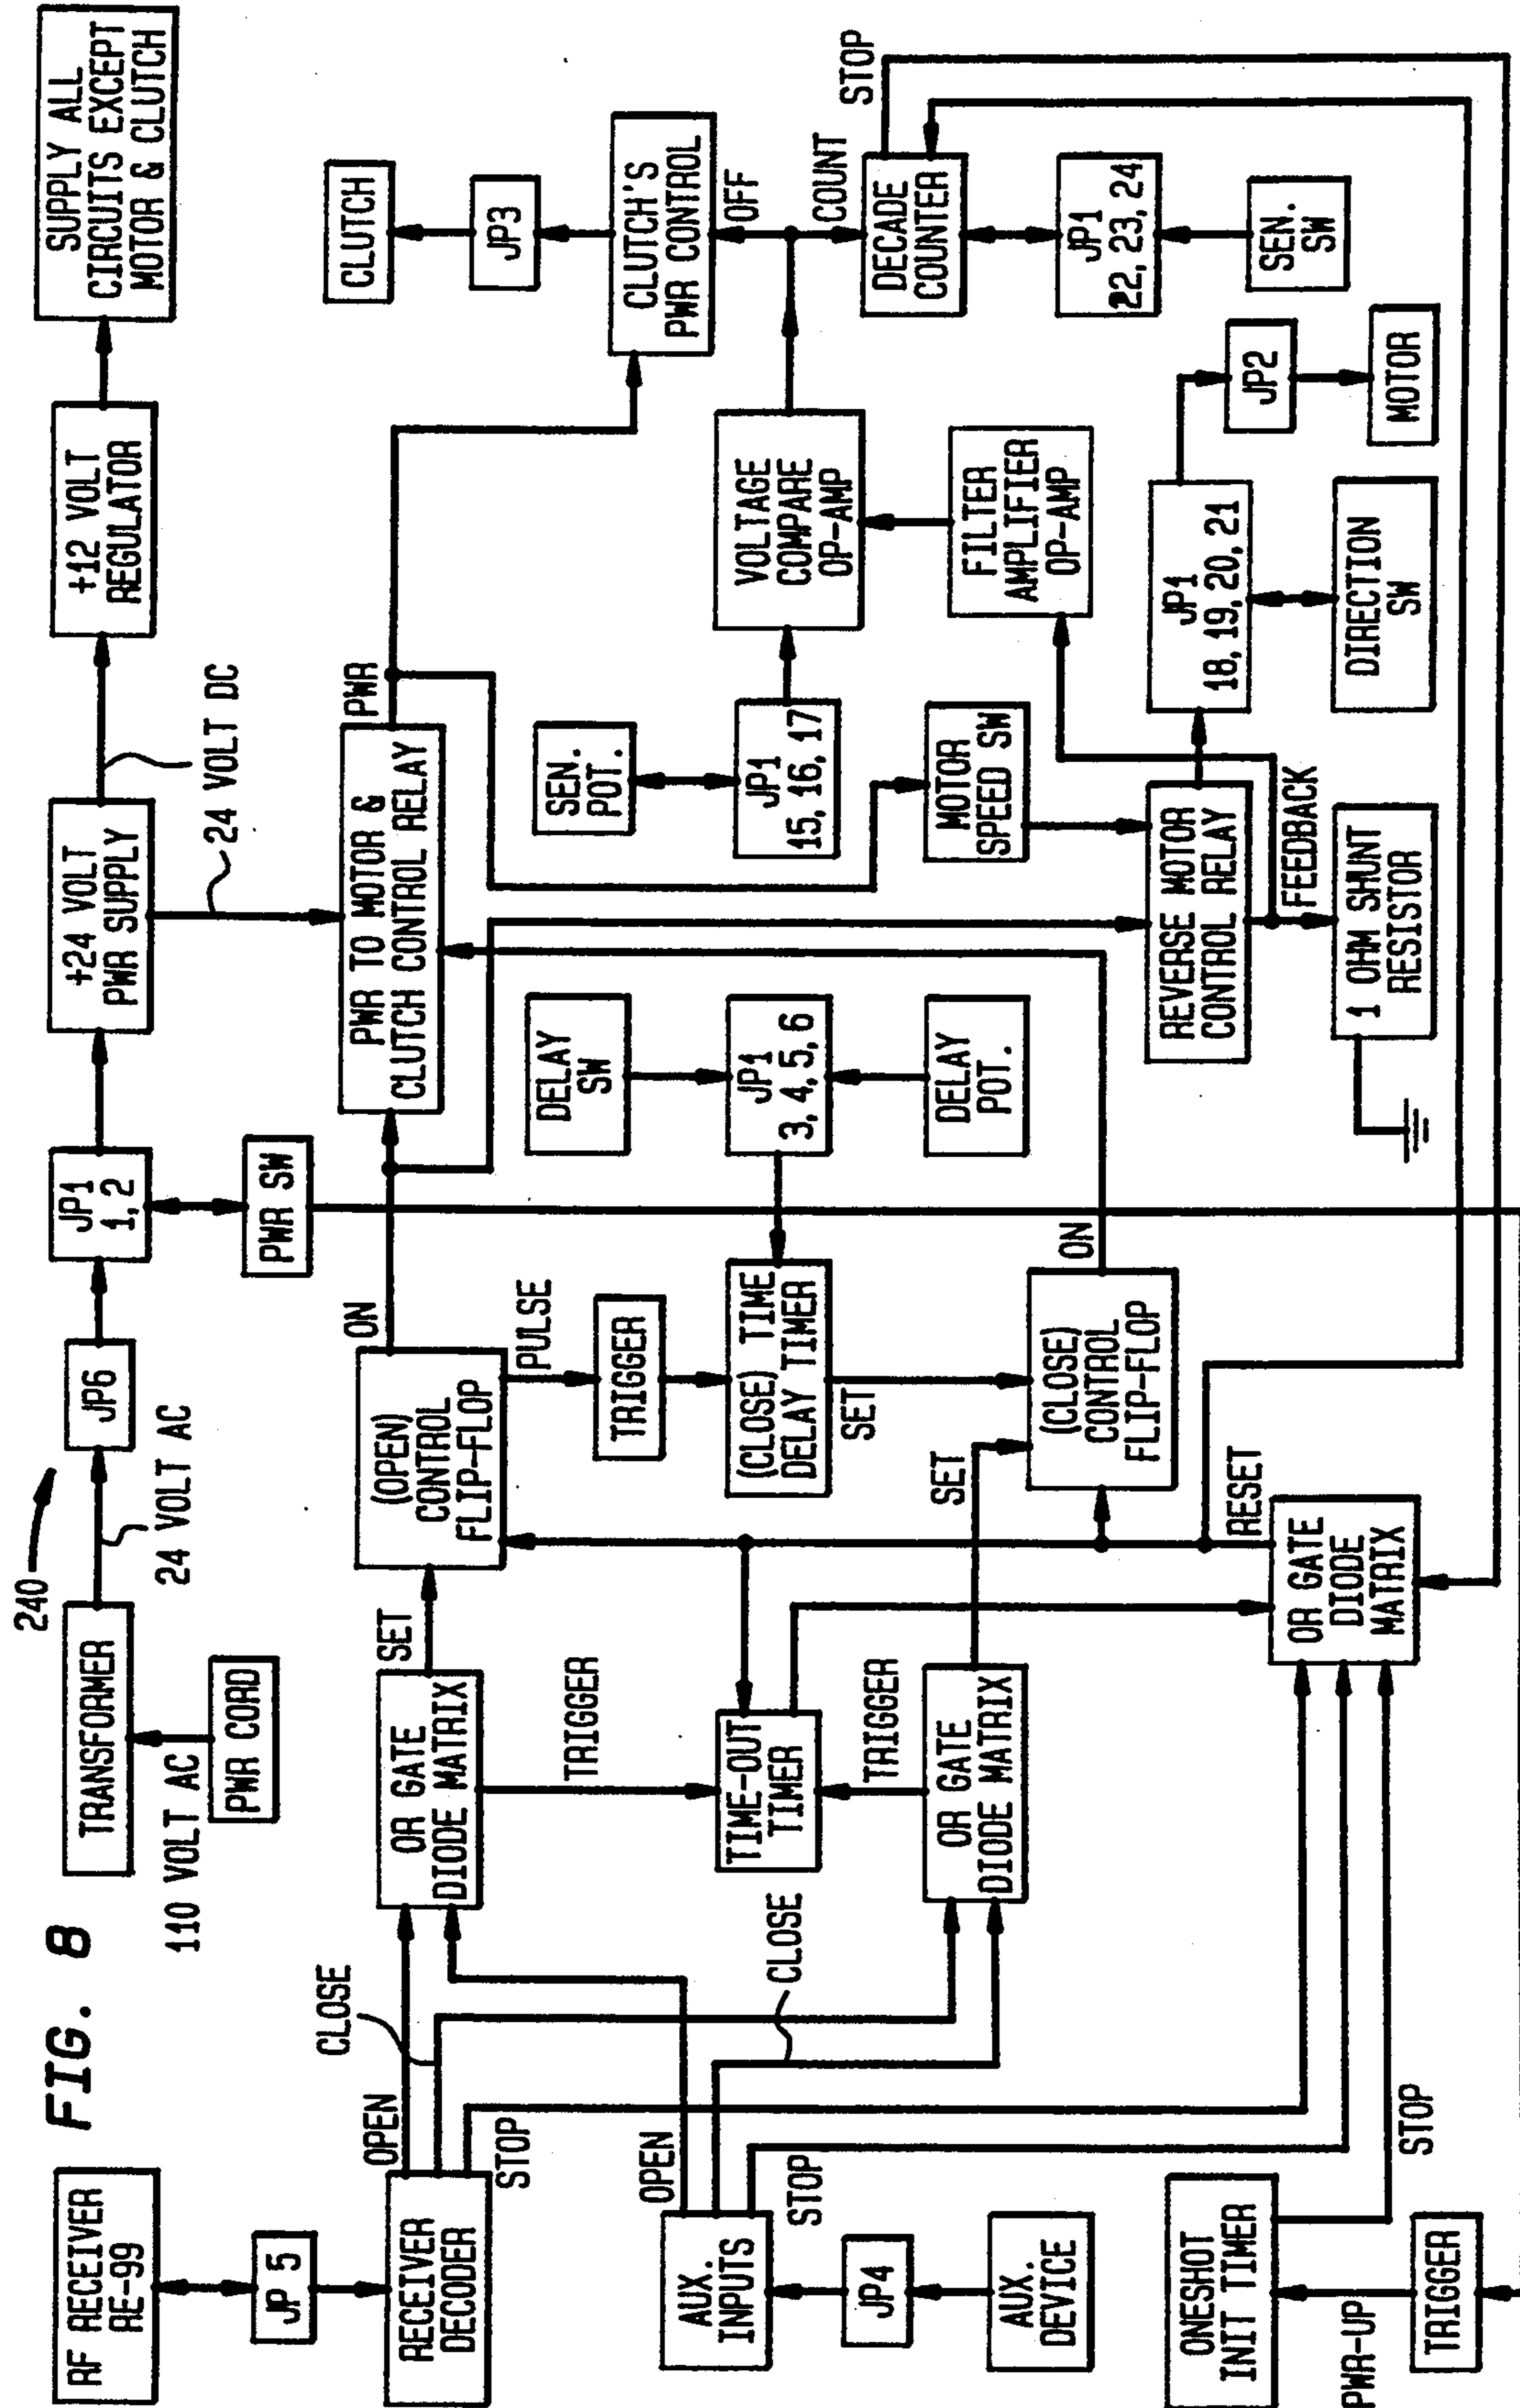 FIG. 8
240
RF RECEIVER
RE-99
JP 5
RECEIVER
DECODER
OPEN
CLOSE
STOP
AUX.
INPUTS
OPEN
CLOSE
STOP
JP4
AUX.
DEVICE
ONESHOT
INIT TIMER
STOP
PWR-UP
TRIGGER
TRANSFORMER
110 VOLT AC
PWR CORD
24 VOLT AC
JP6
JP1
1, 2
PWR SW
+24 VOLT
PWR SUPPLY
24 VOLT DC
+12 VOLT
REGULATOR
SUPPLY ALL
CIRCUITS EXCEPT
MOTOR & CLUTCH
OR GATE
DIODE MATRIX
SET
TRIGGER
TIME-OUT
TIMER
TRIGGER
OR GATE
DIODE MATRIX
SET
OR GATE
DIODE
MATRIX
RESET
(OPEN)
CONTROL
FLIP-FLOP
ON
PULSE
TRIGGER
(CLOSE) TIME
DELAY TIMER
SET
(CLOSE)
CONTROL
FLIP-FLOP
ON
DELAY
SW
JP1
3, 4, 5, 6
DELAY
POT.
PWR TO MOTOR &
CLUTCH CONTROL RELAY
PWR
SEN.
POT.
JP1
15, 16, 17
MOTOR
SPEED SW
REVERSE MOTOR
CONTROL RELAY
FEEDBACK
1 OHM SHUNT
RESISTOR
VOLTAGE
COMPARE
OP-AMP
FILTER
AMPLIFIER
OP-AMP
JP1
18, 19, 20, 21
DIRECTION
SW
JP2
MOTOR
CLUTCH
JP3
CLUTCH'S
PWR CONTROL
OFF
COUNT
DECADE
COUNTER
STOP
JP1
22, 23, 24
SEN.
SW